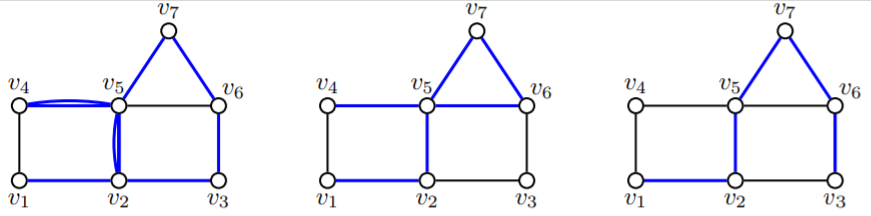 v₇ v₇ v₇
v₄ v₅ v₆ v₄ v₅ v₆ v₄ v₅ v₆
v₁ v₂ v₃ v₁ v₂ v₃ v₁ v₂ v₃